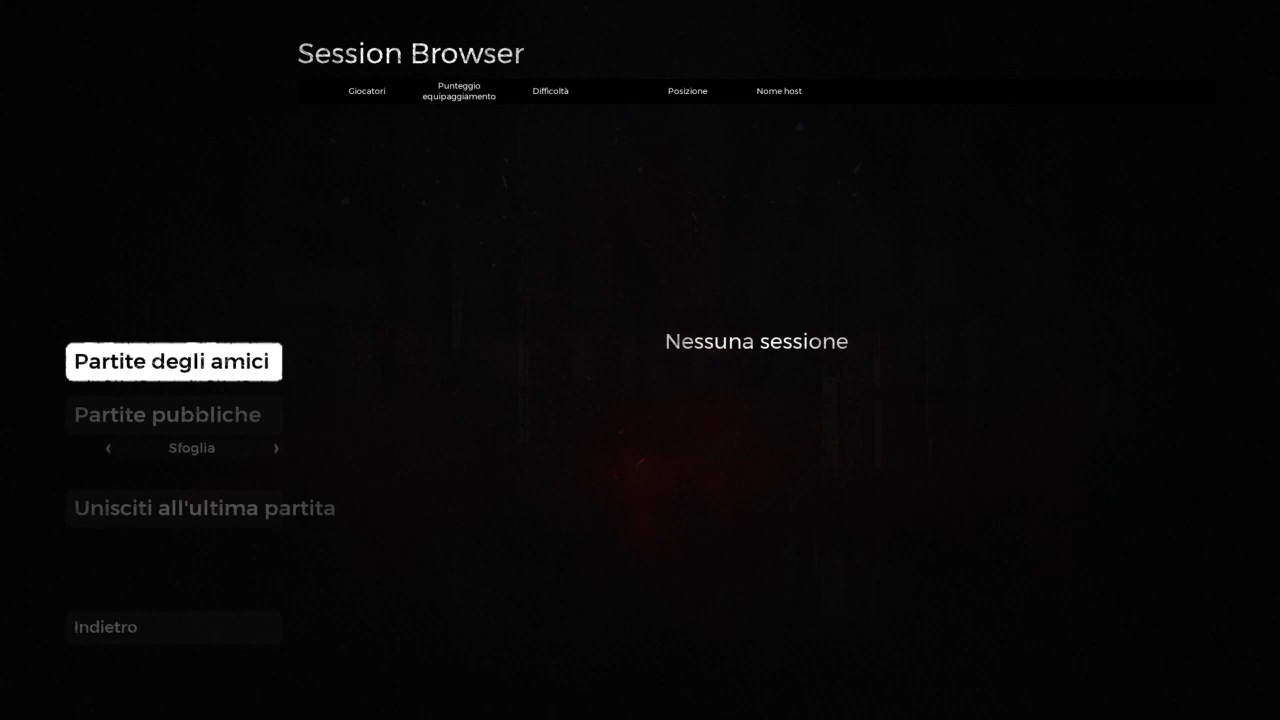 Session Browser
Giocatori
Punteggio
equipaggiamento
Difficoltà
Posizione
Nome host
Nessuna sessione
Partite degli amici
Partite pubbliche
‹ Sfoglia ›
Unisciti all'ultima partita
Indietro